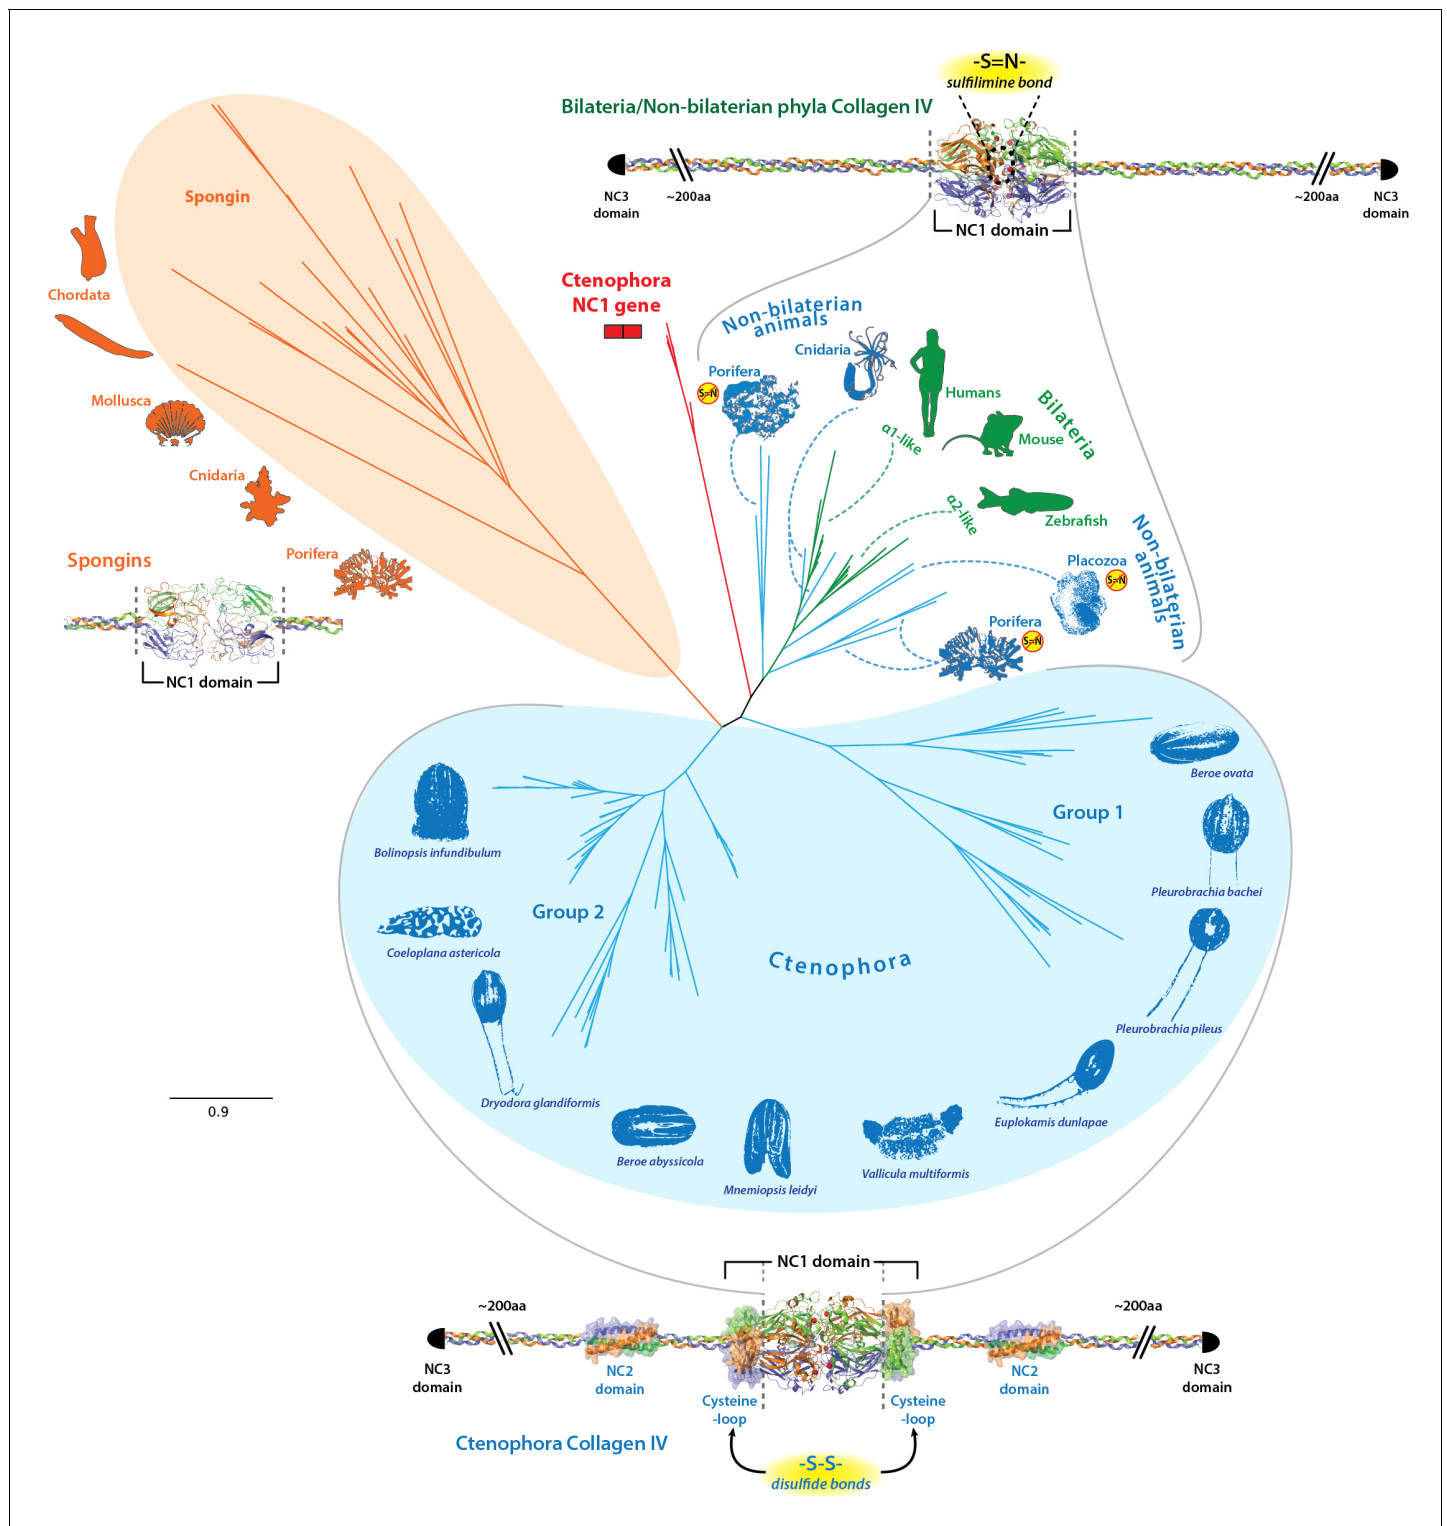 -S=N-
sulfilimine bond
Bilateria/Non-bilaterian phyla Collagen IV
NC3
domain
~200aa
NC1 domain
~200aa
NC3
domain
Spongin
Chordata
Mollusca
Cnidaria
Porifera
Spongins
NC1 domain
Ctenophora
NC1 gene
Non-bilaterian
animals
Cnidaria
Porifera
S=N
Humans
Mouse
Bilateria
α1-like
α2-like
Zebrafish
Non-bilaterian
animals
Placozoa
S=N
Porifera
S=N
Beroe ovata
Group 1
Pleurobrachia bachei
Bolinopsis infundibulum
Group 2
Coeloplana astericola
Ctenophora
Pleurobrachia pileus
Dryodora glandiformis
Euplokamis dunlapae
Beroe abyssicola
Mnemiopsis leidyi
Vallicula multiformis
0.9
NC1 domain
~200aa
~200aa
NC3
domain
NC2
domain
Cysteine
-loop
Cysteine
-loop
NC2
domain
NC3
domain
Ctenophora Collagen IV
-S-S-
disulfide bonds